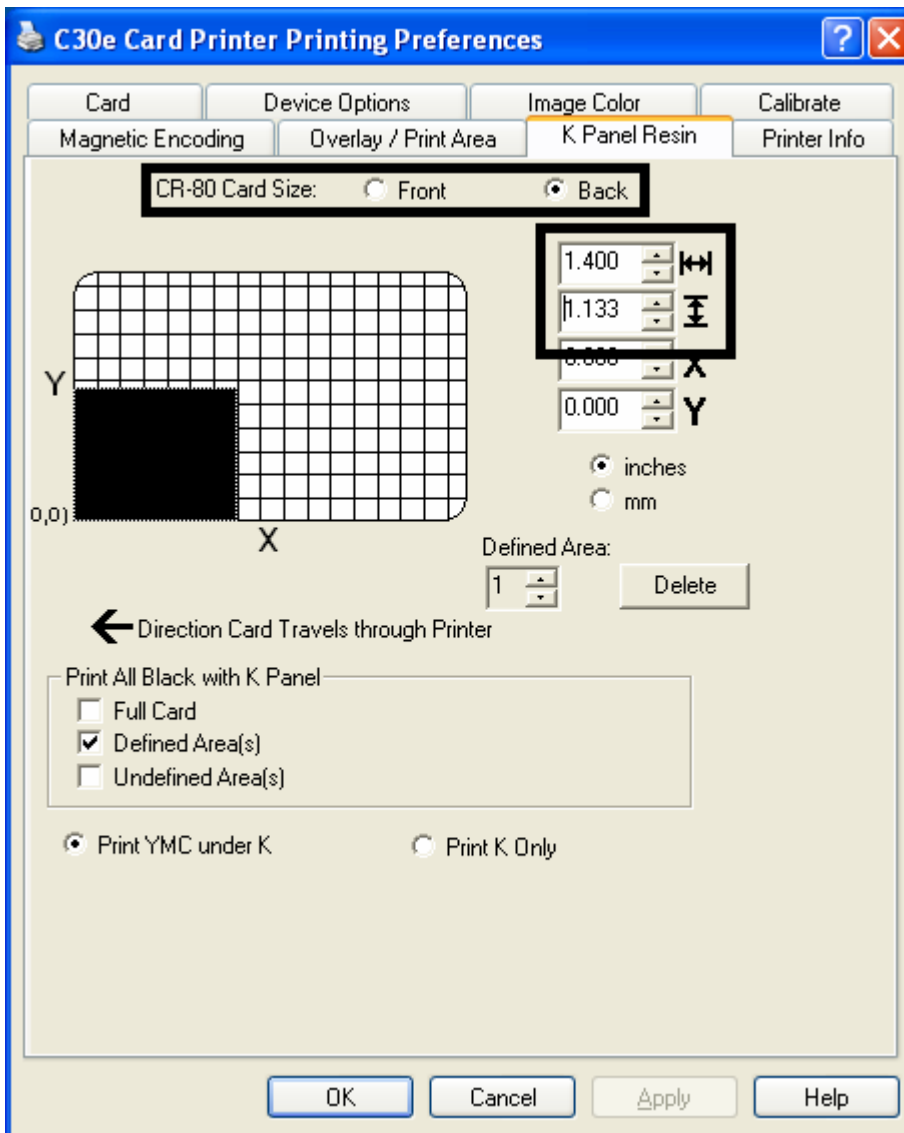 C30e Card Printer Printing Preferences
Card Device Options Image Color Calibrate
Magnetic Encoding Overlay / Print Area K Panel Resin Printer Info
CR-80 Card Size: Front Back
1.400
1.133
0.000 X
Y
0.000 Y
0,0)
X
inches
mm
Defined Area:
1 Delete
Direction Card Travels through Printer
Print All Black with K Panel
Full Card
Defined Area(s)
Undefined Area(s)
Print YMC under K Print K Only
OK Cancel Apply Help